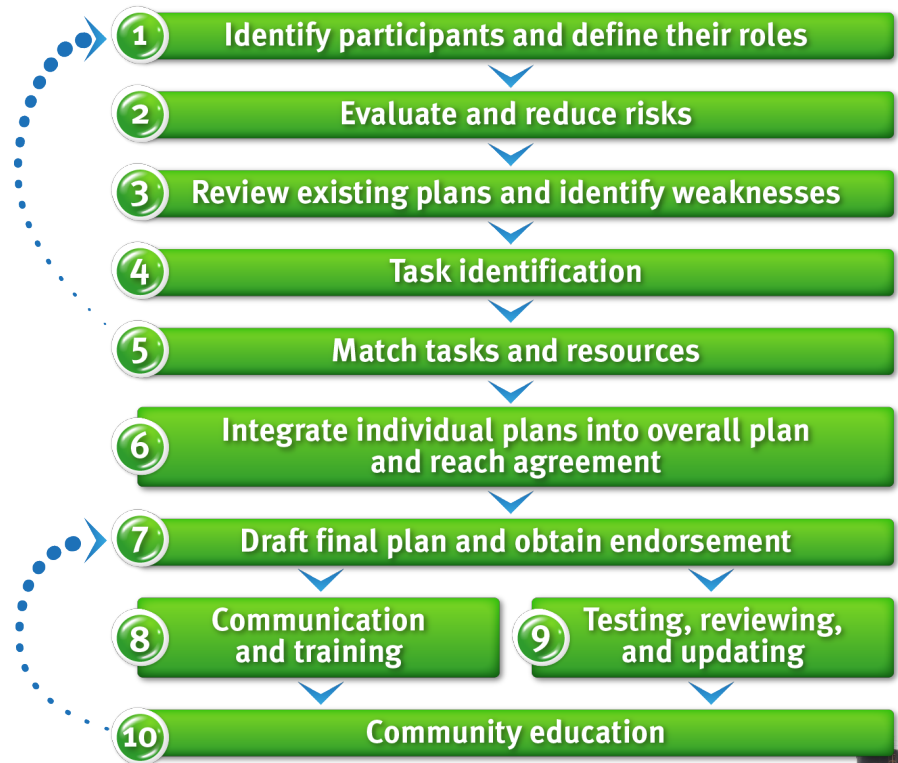 1 Identify participants and define their roles
2 Evaluate and reduce risks
3 Review existing plans and identify weaknesses
4 Task identification
5 Match tasks and resources
6 Integrate individual plans into overall plan
and reach agreement
7 Draft final plan and obtain endorsement
8 Communication
and training
9 Testing, reviewing,
and updating
10 Community education